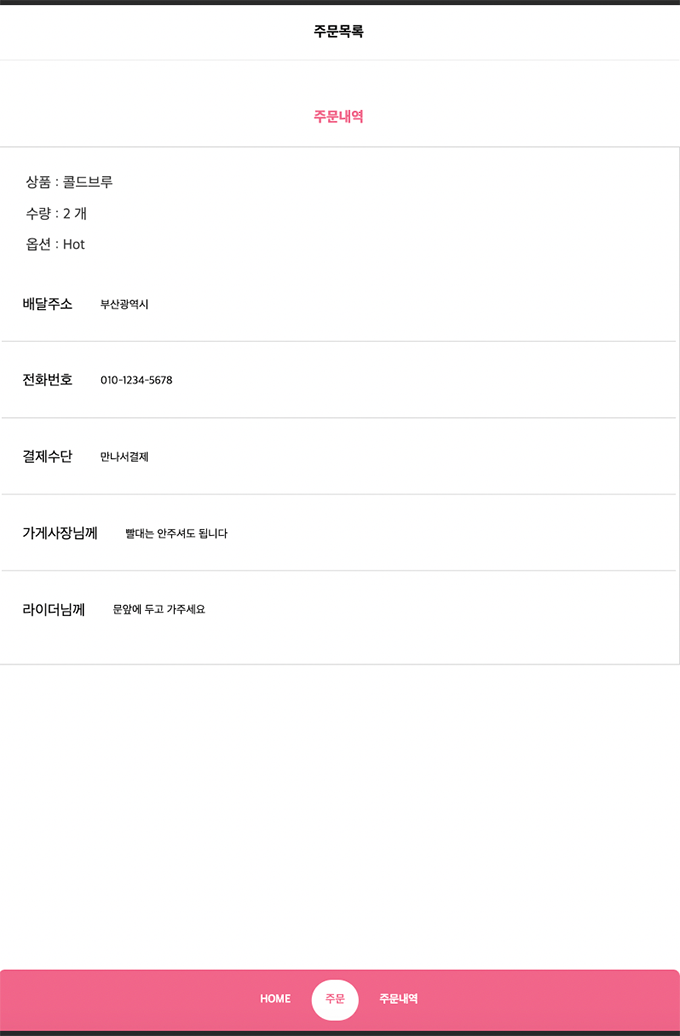 주문목록
주문내역
상품 : 콜드브루
수량 : 2 개
옵션 : Hot
배달주소 부산광역시
전화번호 010-1234-5678
결제수단 만나서결제
가게사장님께 빨대는 안주셔도 됩니다
라이더님께 문앞에 두고 가주세요
HOME 주문 주문내역